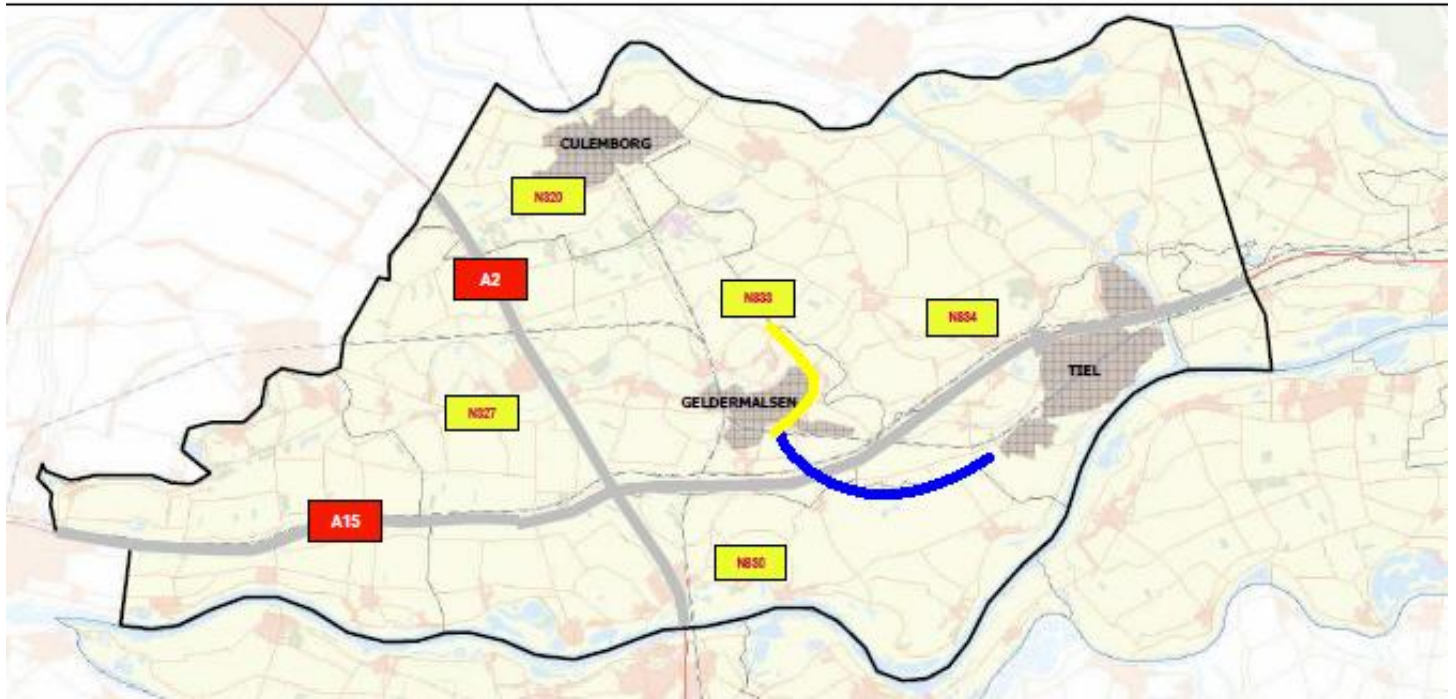 CULEMBORG
N320
A2
N833
N834
TIEL
GELDERMALSEN
N327
A15
N830